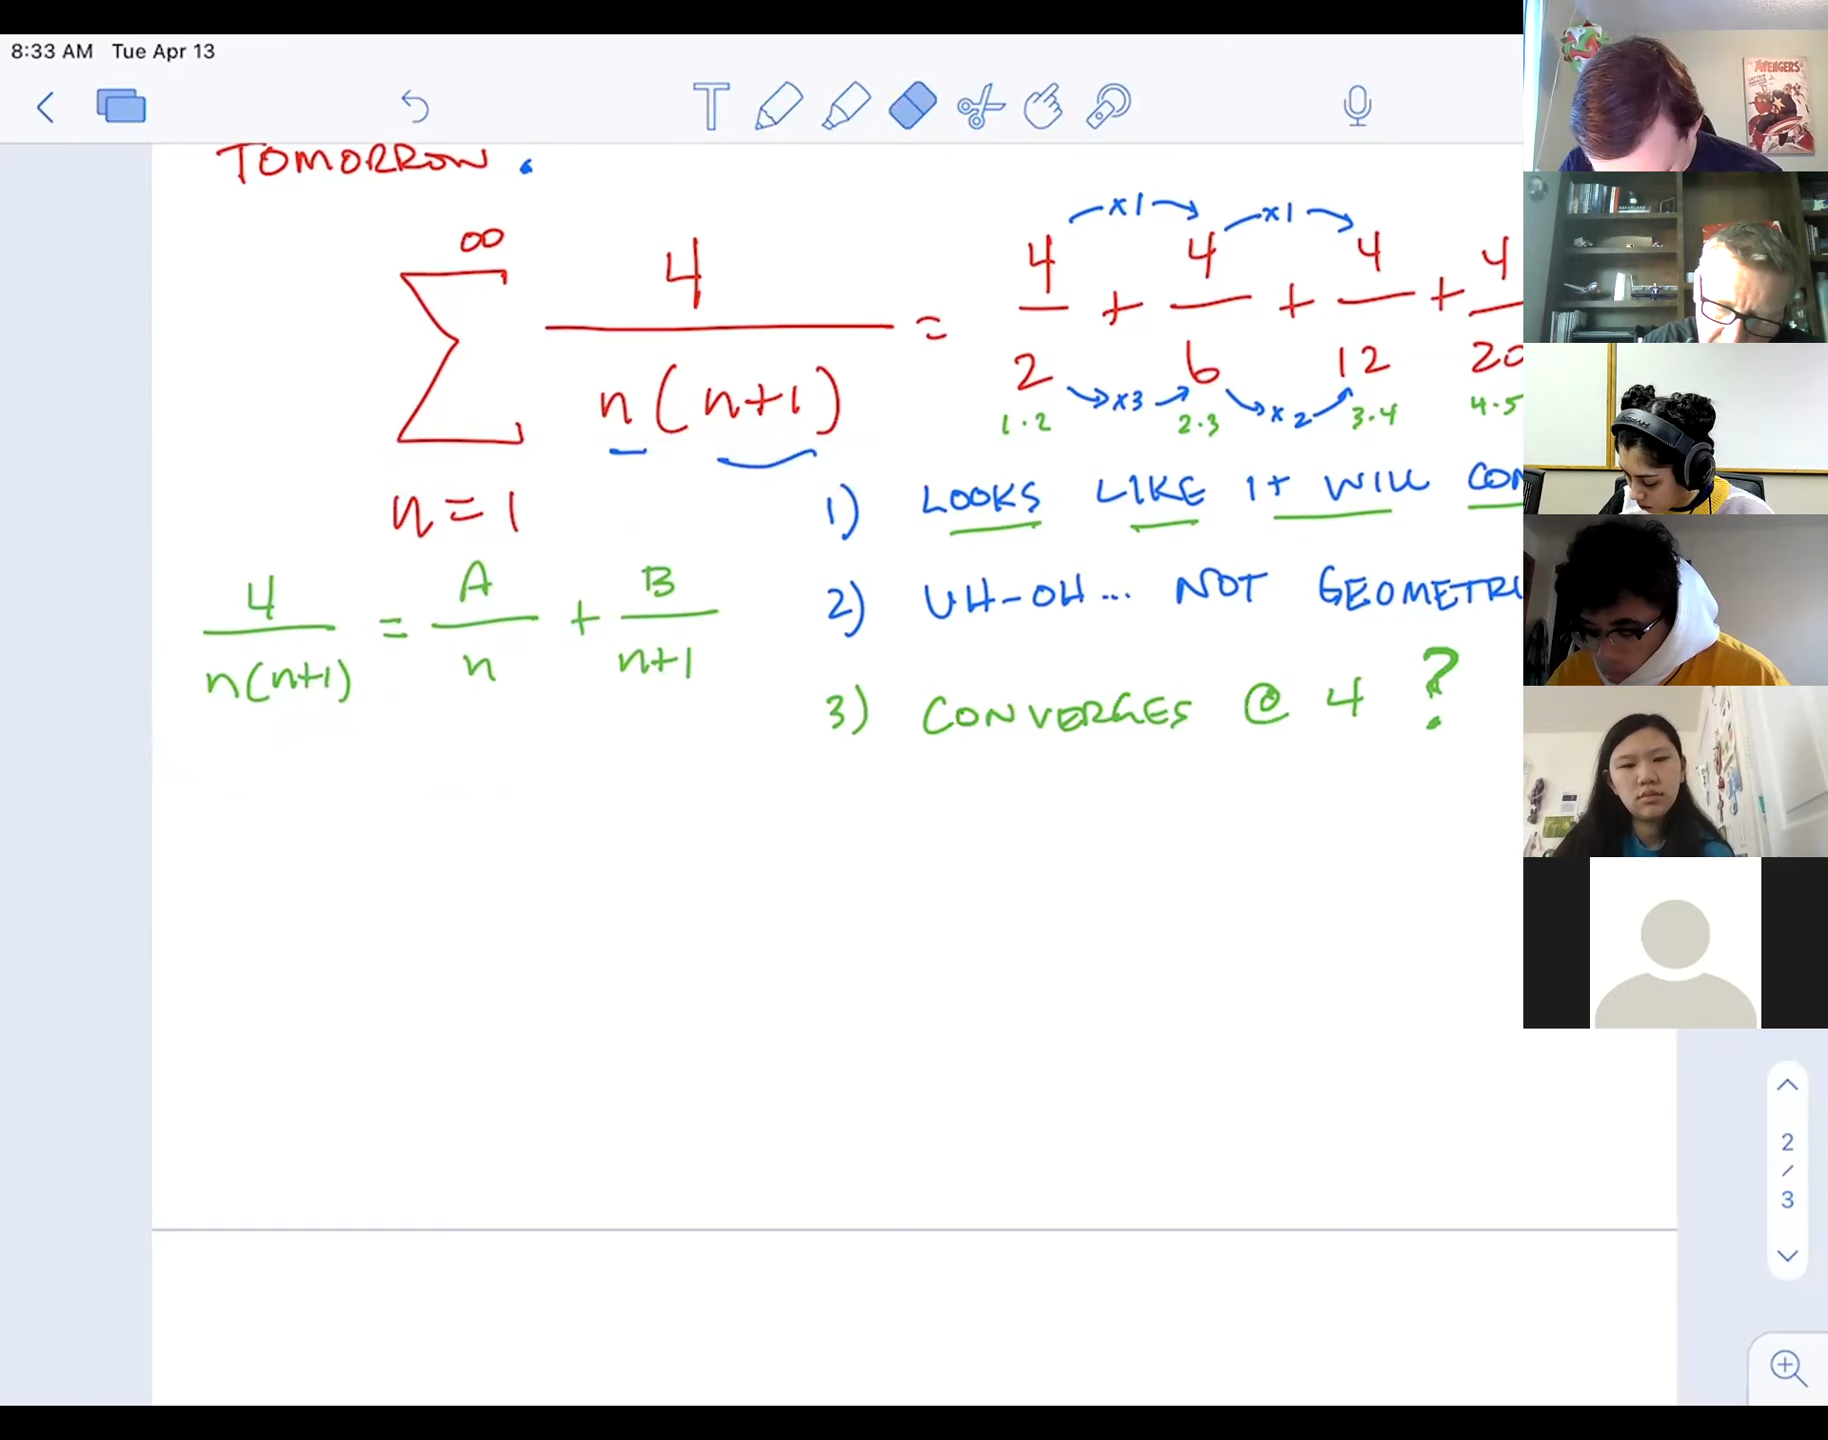 8:33 AM Tue Apr 13
TOMORROW.
∞
Σ 4 / n(n+1) = 4/2 + 4/6 + 4/12 + 4/20
n=1
x1 x1
x3 x2
1·2 2·3 3·4 4·5
1) LOOKS LIKE IT WILL CON
2) UH-OH... NOT GEOMETRI
4 / n(n+1) = A / n + B / n+1
3) CONVERGES @ 4 ?
AVENGERS
2
/
3